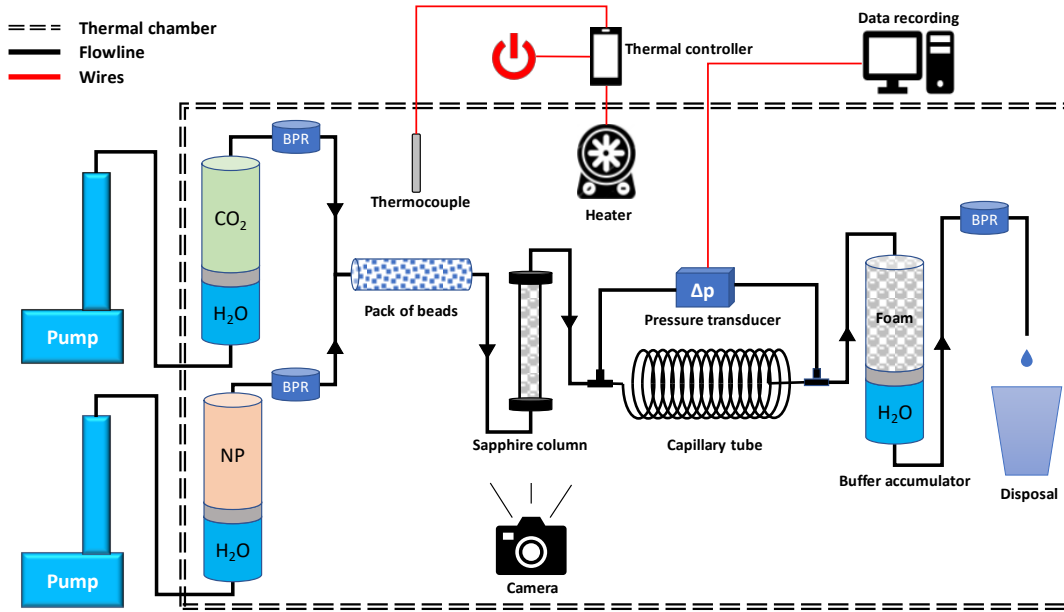 Thermal chamber
Flowline
Wires
Thermal controller
Data recording
BPR
Thermocouple
Heater
BPR
CO₂
H₂O
Pump
Pack of beads
Δp
Pressure transducer
Foam
H₂O
BPR
NP
H₂O
Pump
Sapphire column
Capillary tube
Buffer accumulator
Disposal
Camera